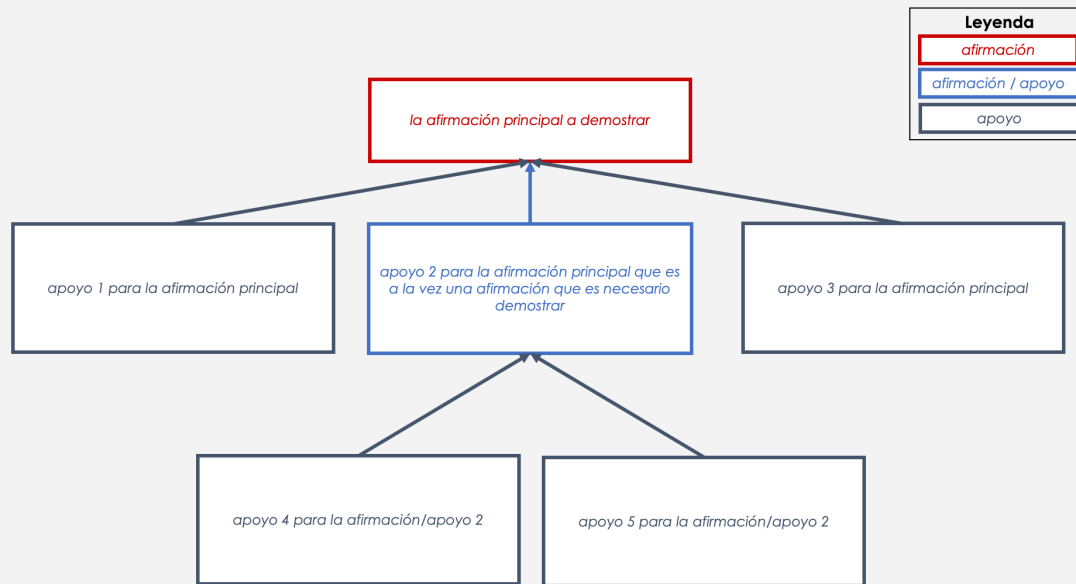 Leyenda
afirmación
afirmación / apoyo
apoyo
la afirmación principal a demostrar
apoyo 1 para la afirmación principal
apoyo 2 para la afirmación principal que es
a la vez una afirmación que es necesario
demostrar
apoyo 3 para la afirmación principal
apoyo 4 para la afirmación/apoyo 2
apoyo 5 para la afirmación/apoyo 2